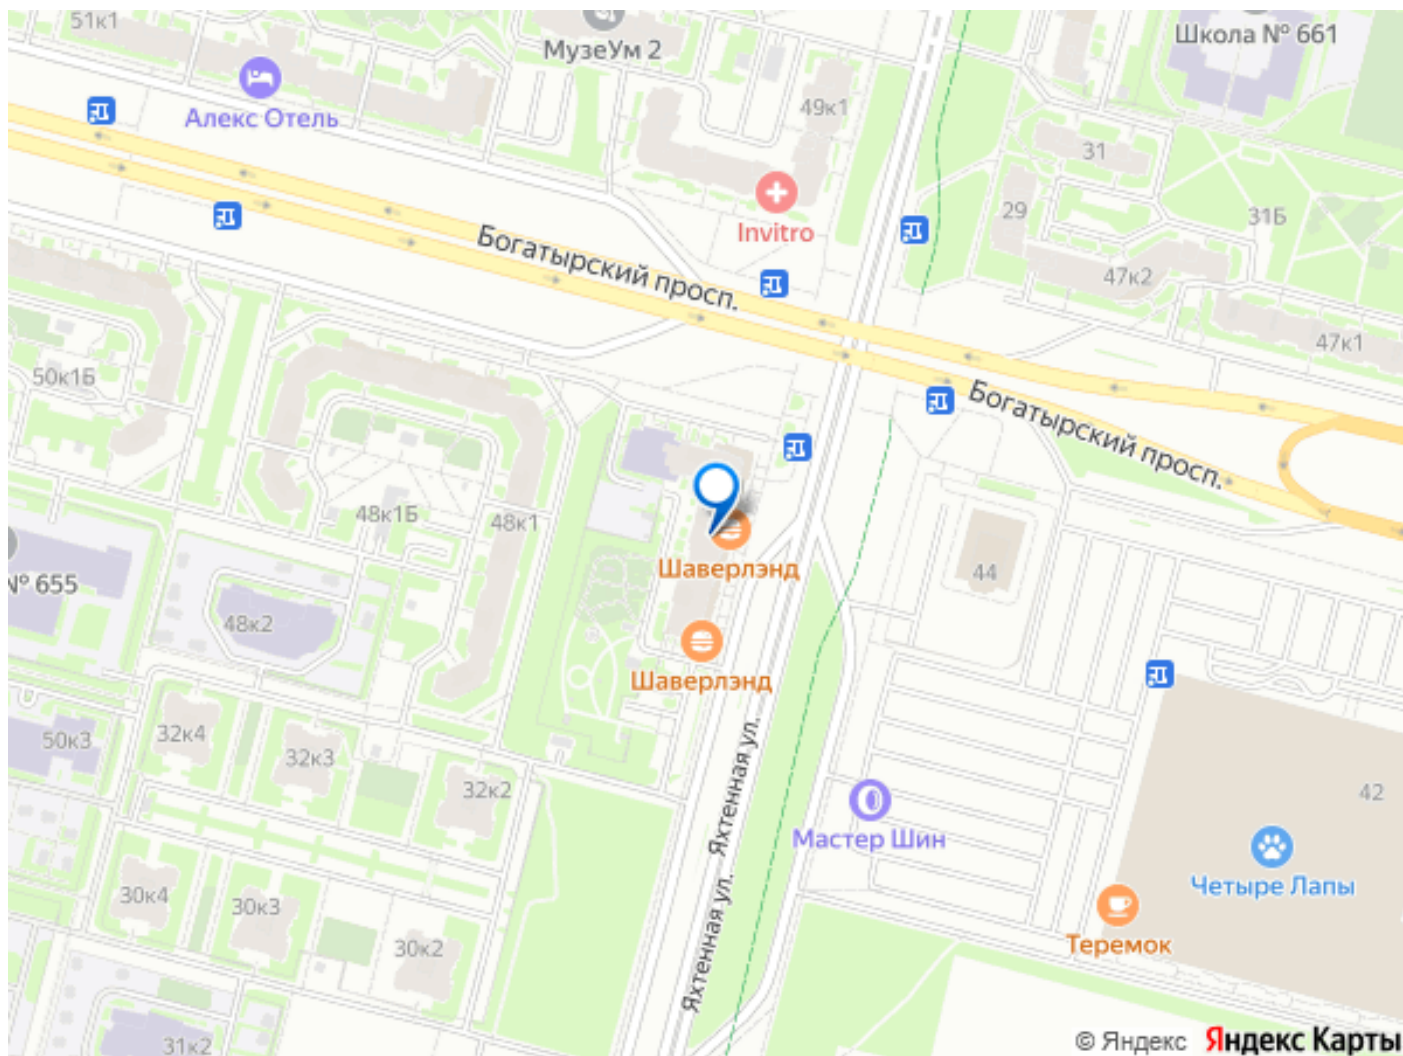 51к1
МузеУм 2
Школа № 661
Алекс Отель
49к1
31
Invitro
29
31Б
Богатырский просп.
47к2
47к1
50к1Б
Богатырский просп.
48к1Б
48к1
№ 655
Шаверлэнд
44
48к2
Шаверлэнд
50к3
32к4
32к3
32к2
Яхтенная ул.
42
Мастер Шин
Четыре Лапы
30к4
30к3
30к2
Яхтенная ул.
Теремок
31к2
© Яндекс Яндекс Карты